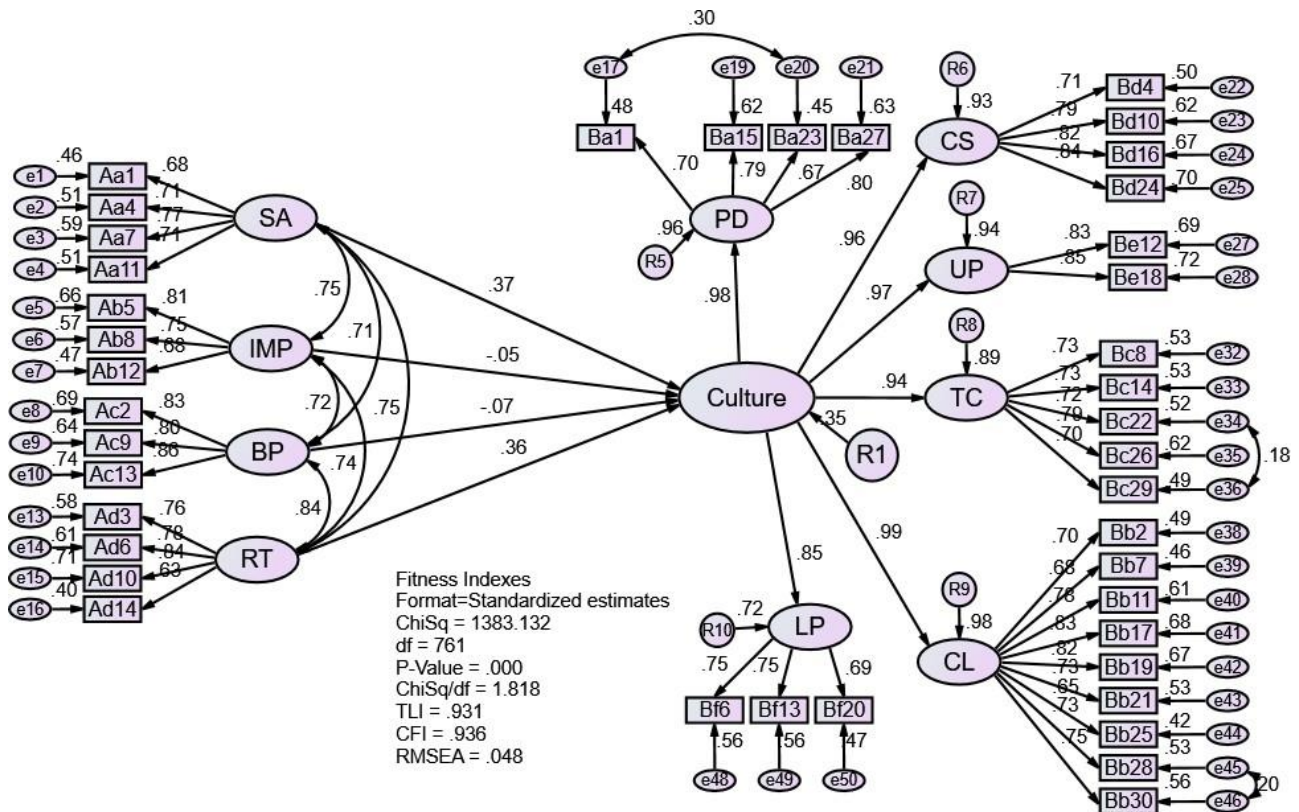 .30
e17 e19 e20 e21
.48 .62 .45 .63
Ba1 Ba15 Ba23 Ba27
.70 .79 .67 .80
PD
.96
R5
.98
R6
.93
CS
.71 Bd4 .50 e22
.79 Bd10 .62 e23
.82 Bd16 .67 e24
.84 Bd24 .70 e25
.96
R7
.94
UP
.83 Be12 .69 e27
.85 Be18 .72 e28
.97
R8
.89
TC
.73 Bc8 .53 e32
.73 Bc14 .53 e33
.72 Bc22 .52 e34
.79 Bc26 .62 e35
.70 Bc29 .49 e36
.18
.94
e1 .46 Aa1 .68
e2 .51 Aa4 .71
e3 .59 Aa7 .77
e4 .51 Aa11 .71
SA
e5 .66 Ab5 .81
e6 .57 Ab8 .75
e7 .47 Ab12 .68
IMP
e8 .69 Ac2 .83
e9 .64 Ac9 .80
e10 .74 Ac13 .86
BP
e13 .58 Ad3 .76
e14 .61 Ad6 .78
e15 .71 Ad10 .84
e16 .40 Ad14 .63
RT
.75
.71
.72
.75
.74
.84
.37
-.05
-.07
.36
Culture
.35
R1
.99
.85
R9
.98
CL
.70 Bb2 .49 e38
.68 Bb7 .46 e39
.78 Bb11 .61 e40
.83 Bb17 .68 e41
.82 Bb19 .67 e42
.73 Bb21 .53 e43
.65 Bb25 .42 e44
.73 Bb28 .53 e45
.75 Bb30 .56 e46
.20
R10
.72
LP
.75 .75 .69
Bf6 Bf13 Bf20
.56 .56 .47
e48 e49 e50
Fitness Indexes
Format=Standardized estimates
ChiSq = 1383.132
df = 761
P-Value = .000
ChiSq/df = 1.818
TLI = .931
CFI = .936
RMSEA = .048